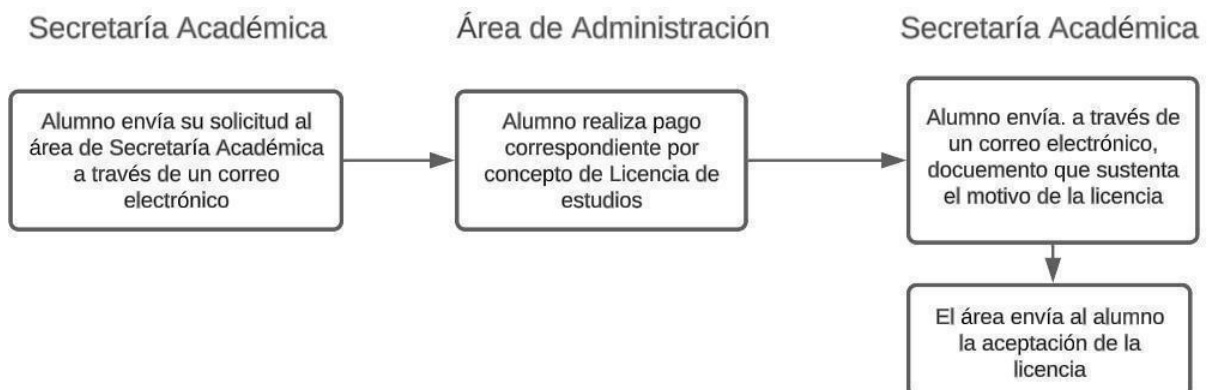 Secretaría Académica
Área de Administración
Secretaría Académica
Alumno envía su solicitud al
área de Secretaría Académica
a través de un correo
electrónico
Alumno realiza pago
correspondiente por
concepto de Licencia de
estudios
Alumno envía. a través de
un correo electrónico,
docuemento que sustenta
el motivo de la licencia
El área envía al alumno
la aceptación de la
licencia